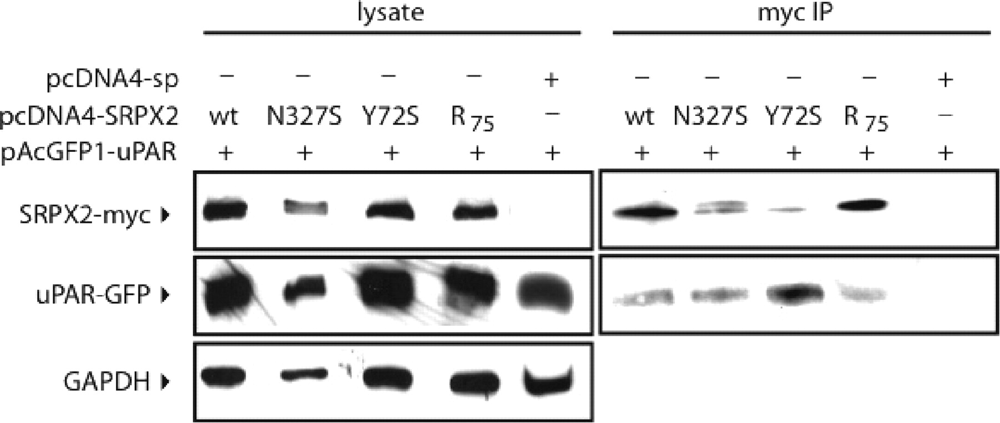 lysate myc IP
pcDNA4-sp − − − − + − − − − +
pcDNA4-SRPX2 wt N327S Y72S R 75 − wt N327S Y72S R 75 −
pAcGFP1-uPAR + + + + + + + + + +
SRPX2-myc
uPAR-GFP
GAPDH